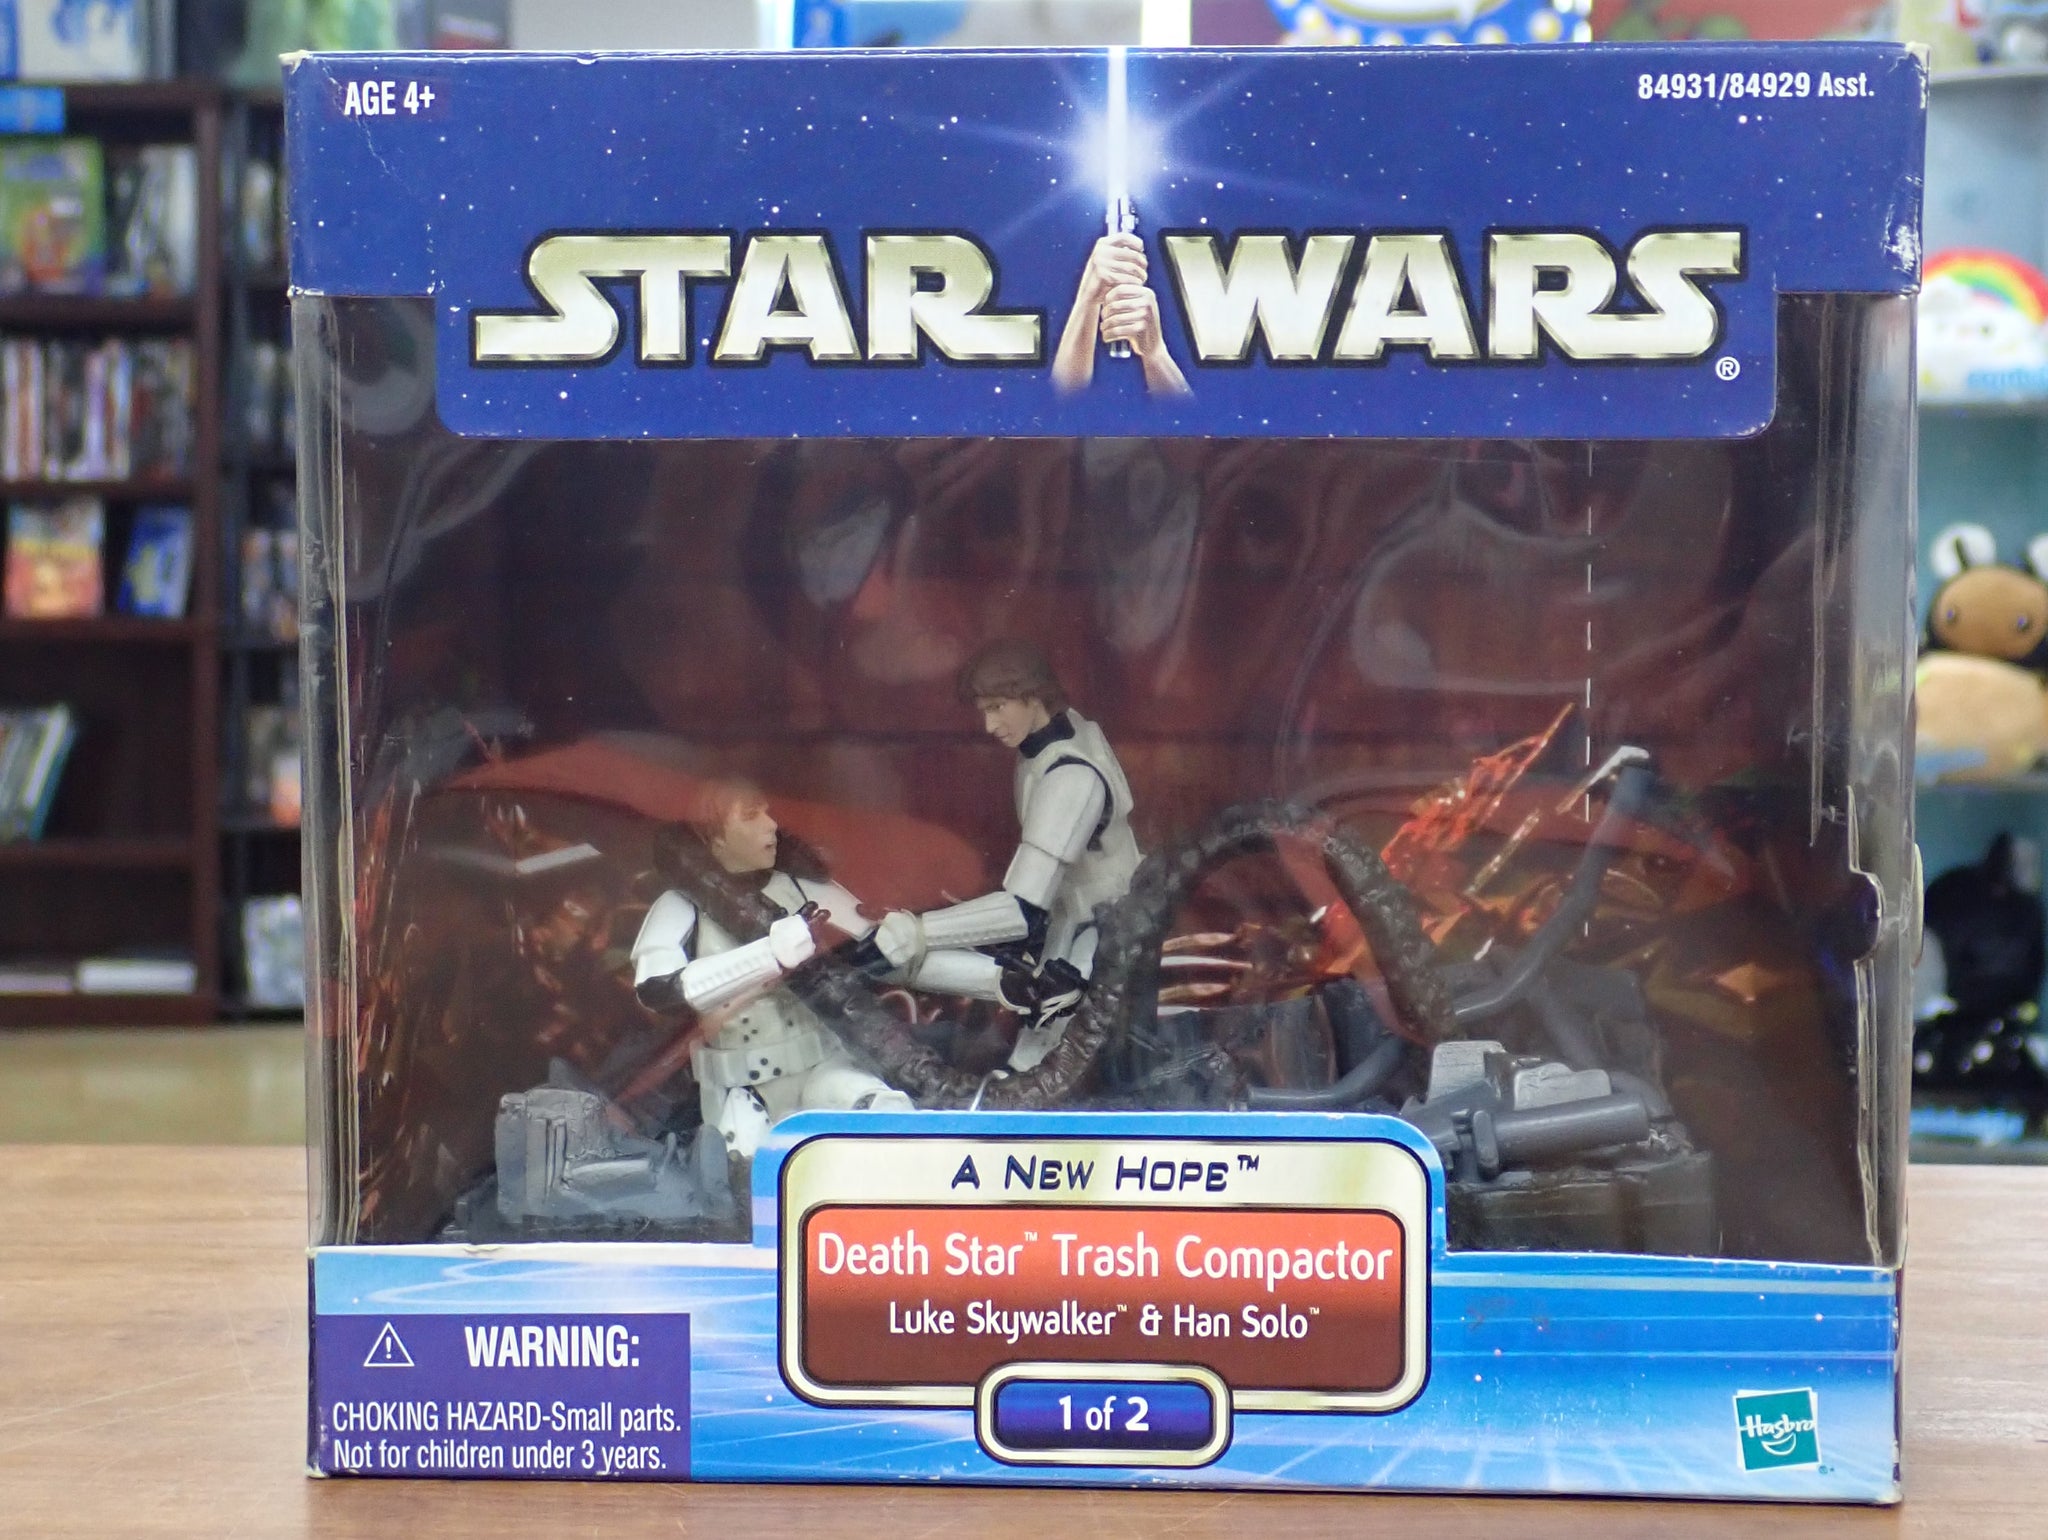 AGE 4+
84931/84929 Asst.
STAR WARS®
A NEW HOPE™
Death Star™ Trash Compactor
Luke Skywalker™ & Han Solo™
1 of 2
WARNING:
CHOKING HAZARD-Small parts.
Not for children under 3 years.
Hasbro